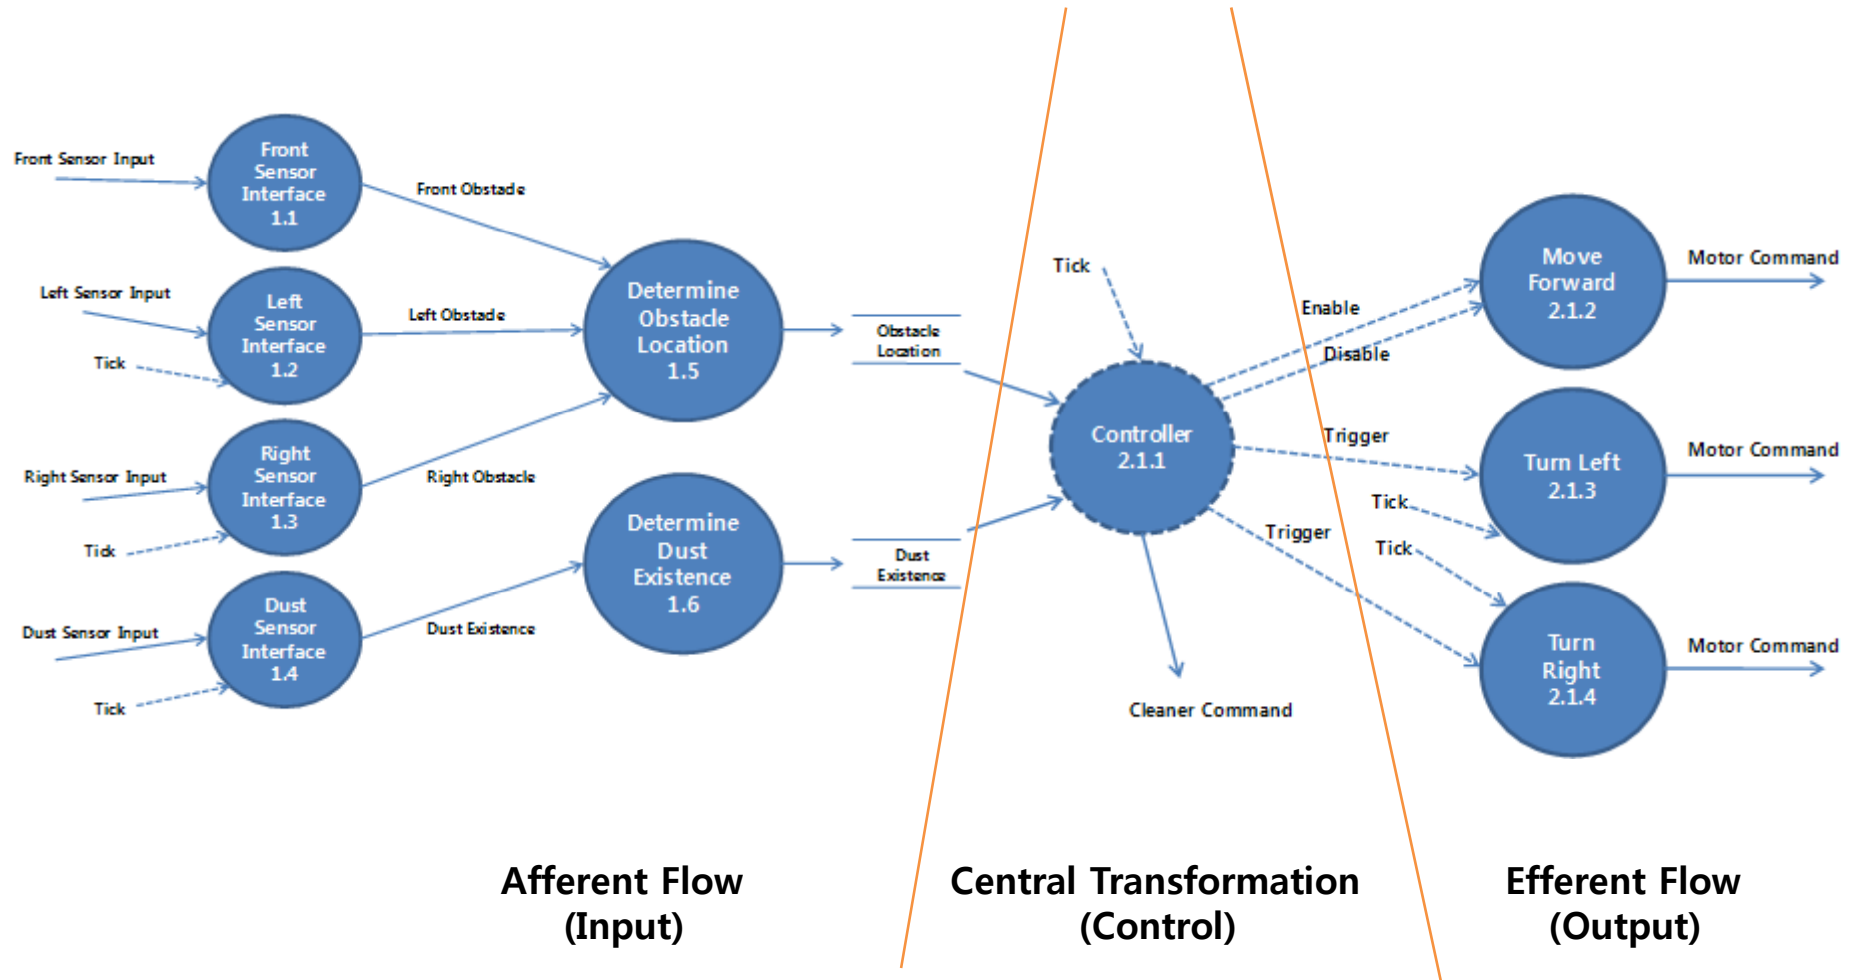 Front Sensor Input
Front
Sensor
Interface
1.1
Front Obstacle
Left Sensor Input
Tick
Left
Sensor
Interface
1.2
Left Obstacle
Right Sensor Input
Tick
Right
Sensor
Interface
1.3
Right Obstacle
Dust Sensor Input
Tick
Dust
Sensor
Interface
1.4
Dust Existence
Determine
Obstacle
Location
1.5
Determine
Dust
Existence
1.6
Obstacle
Location
Dust
Existence
Tick
Controller
2.1.1
Cleaner Command
Enable
Disable
Trigger
Trigger
Tick
Tick
Move
Forward
2.1.2
Motor Command
Turn Left
2.1.3
Motor Command
Turn
Right
2.1.4
Motor Command
Afferent Flow
(Input)
Central Transformation
(Control)
Efferent Flow
(Output)